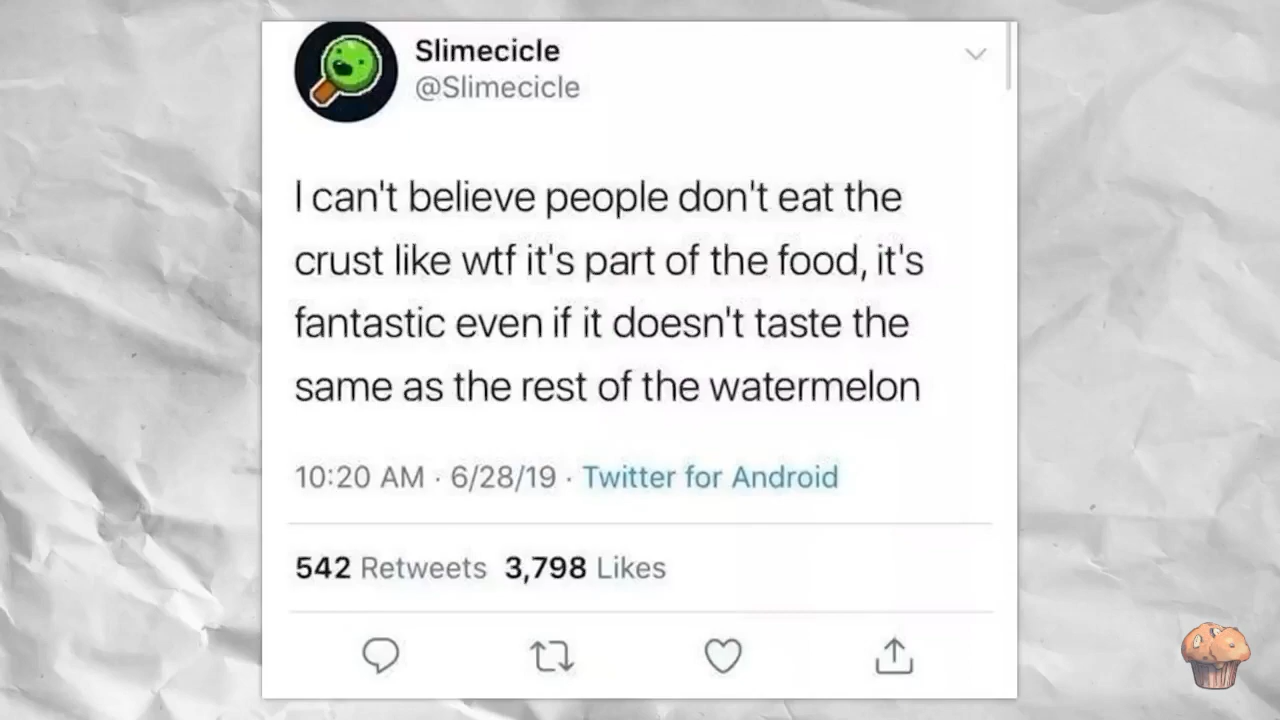 Slimecicle
@Slimecicle
I can't believe people don't eat the
crust like wtf it's part of the food, it's
fantastic even if it doesn't taste the
same as the rest of the watermelon
10:20 AM · 6/28/19 · Twitter for Android
542 Retweets 3,798 Likes